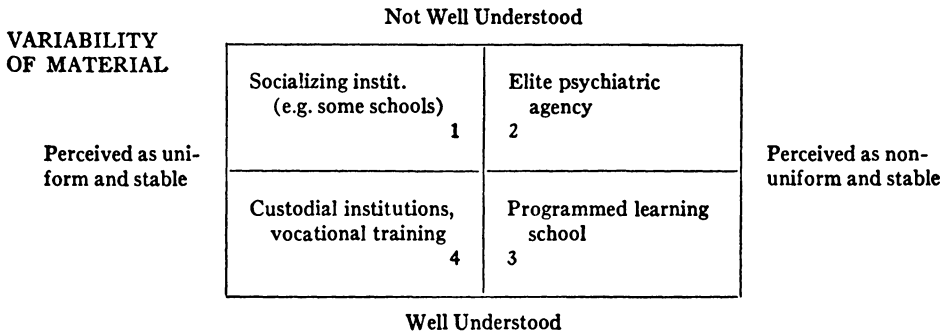 Not Well Understood
VARIABILITY
OF MATERIAL
Socializing instit.
(e.g. some schools)
1
Elite psychiatric
agency
2
Perceived as uni-
form and stable
Perceived as non-
uniform and stable
Custodial institutions,
vocational training
4
Programmed learning
school
3
Well Understood